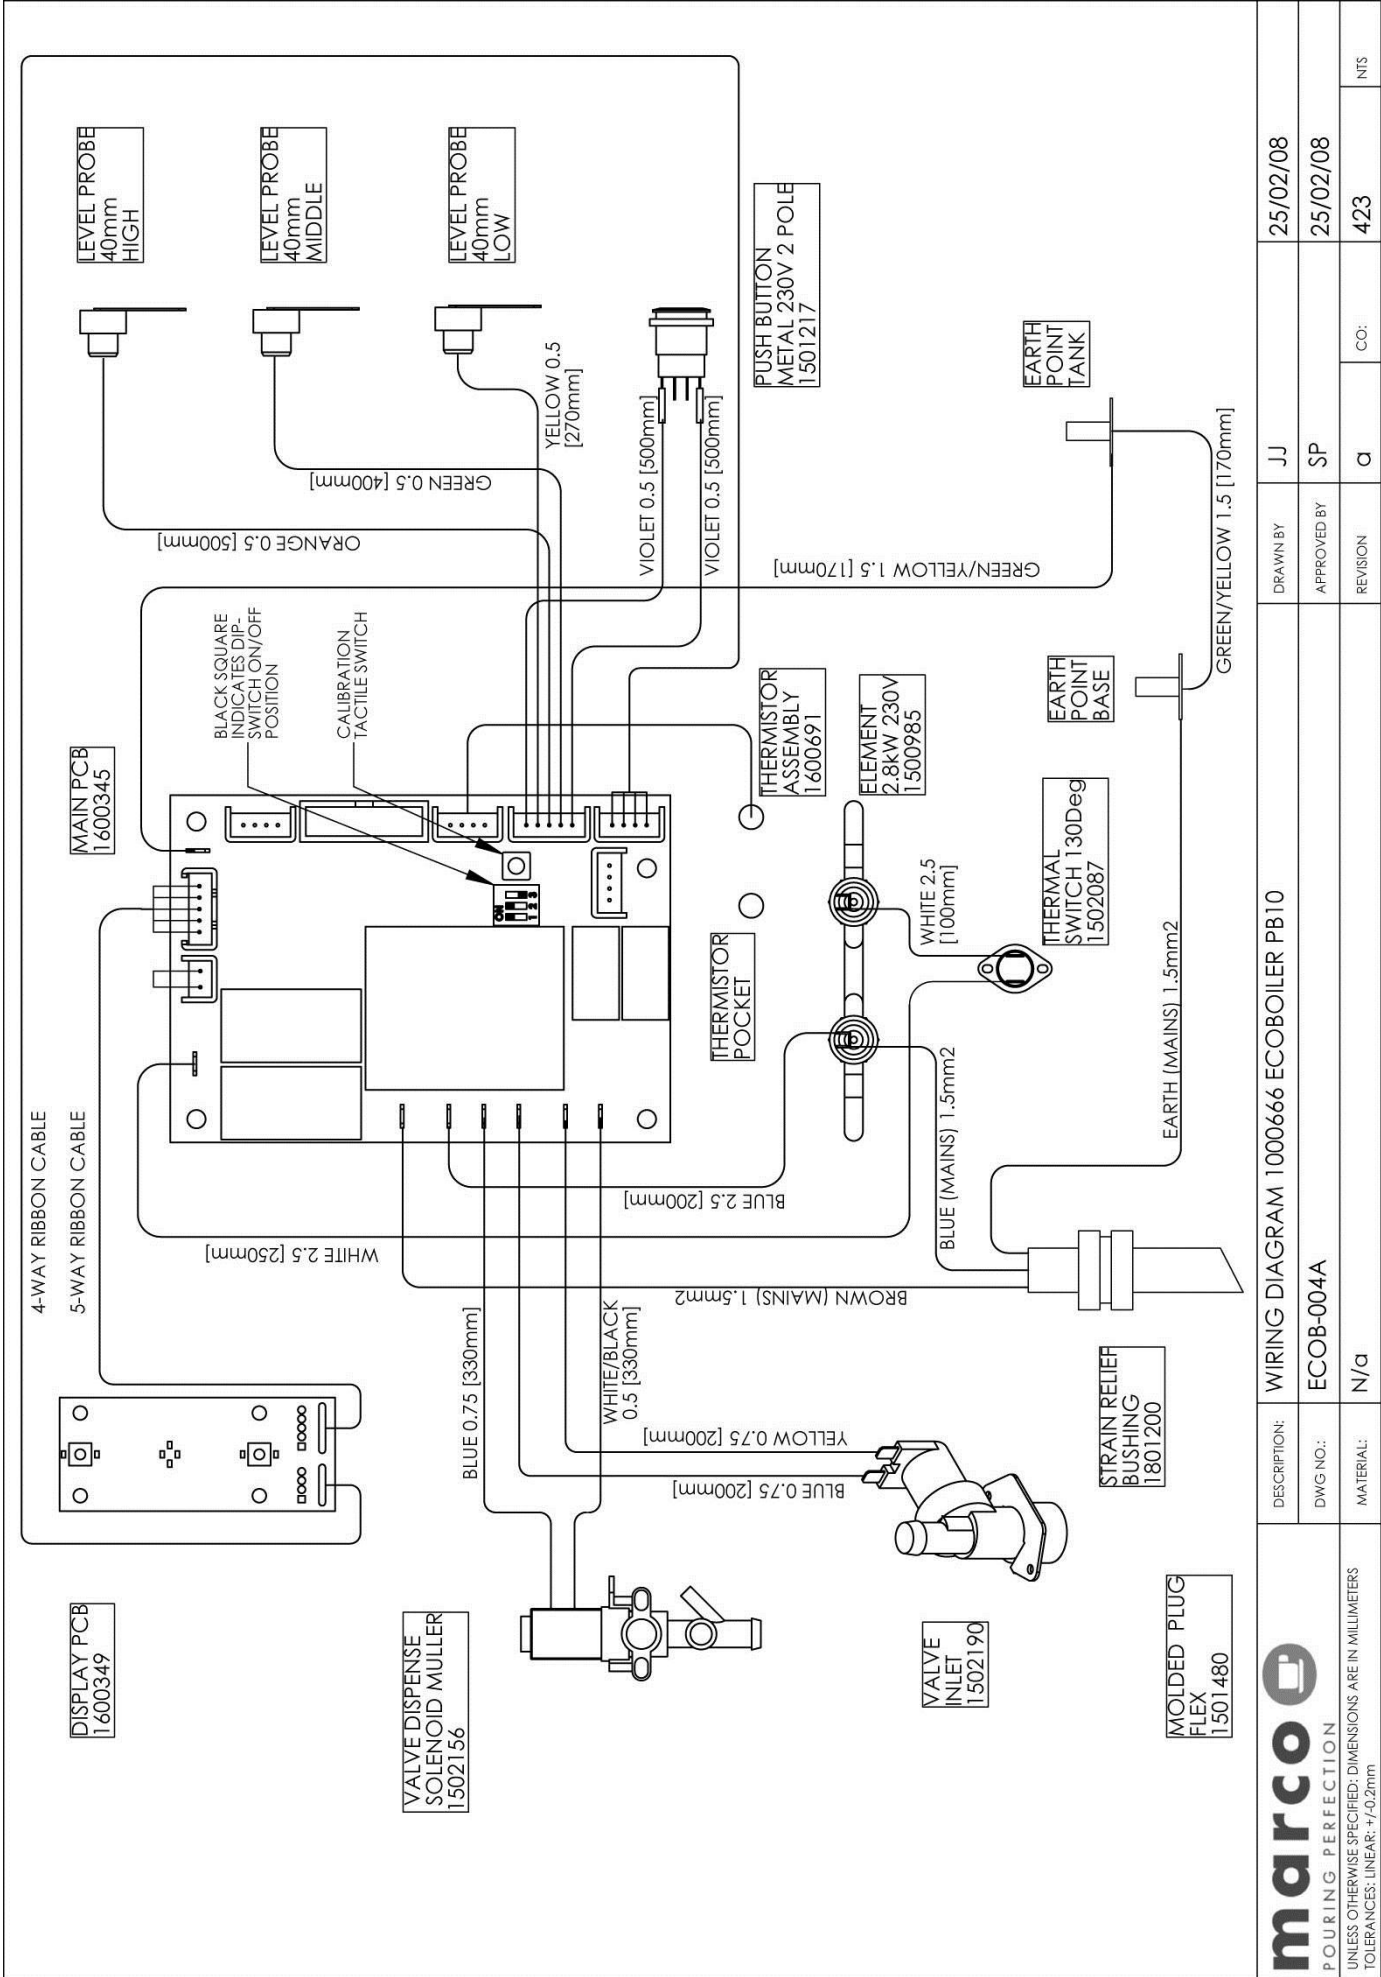 4-WAY RIBBON CABLE
5-WAY RIBBON CABLE
DISPLAY PCB
1600349
MAIN PCB
1600345
LEVEL PROBE
40mm
HIGH
LEVEL PROBE
40mm
MIDDLE
LEVEL PROBE
40mm
LOW
ORANGE 0.5 [500mm]
GREEN 0.5 [400mm]
YELLOW 0.5
[270mm]
BLACK SQUARE
INDICATES DIP-
SWITCH ON/OFF
POSITION
CALIBRATION
TACTILE SWITCH
ON
1 2 3
VIOLET 0.5 [500mm]
VIOLET 0.5 [500mm]
PUSH BUTTON
METAL 230V 2 POLE
1501217
WHITE 2.5 [250mm]
VALVE DISPENSE
SOLENOID MULLER
1502156
BLUE 0.75 [330mm]
WHITE/BLACK
0.5 [330mm]
BLUE 2.5 [200mm]
YELLOW 0.75 [200mm]
BLUE 0.75 [200mm]
BROWN (MAINS) 1.5mm2
THERMISTOR
POCKET
THERMISTOR
ASSEMBLY
1600691
GREEN/YELLOW 1.5 [170mm]
ELEMENT
2.8kW 230V
1500985
WHITE 2.5
[100mm]
BLUE (MAINS) 1.5mm2
VALVE
INLET
1502190
THERMAL
SWITCH 130Deg
1502087
EARTH
POINT
TANK
EARTH
POINT
BASE
STRAIN RELIEF
BUSHING
1801200
EARTH (MAINS) 1.5mm2
MOLDED PLUG
FLEX
1501480
GREEN/YELLOW 1.5 [170mm]
marco
POURING PERFECTION
UNLESS OTHERWISE SPECIFIED: DIMENSIONS ARE IN MILLIMETERS
TOLERANCES: LINEAR: +/-0.2mm
DESCRIPTION: WIRING DIAGRAM 1000666 ECOBOILER PB10 DRAWN BY JJ 25/02/08
DWG NO.: ECOB-004A APPROVED BY SP 25/02/08
MATERIAL: N/a REVISION a CO: 423 NTS